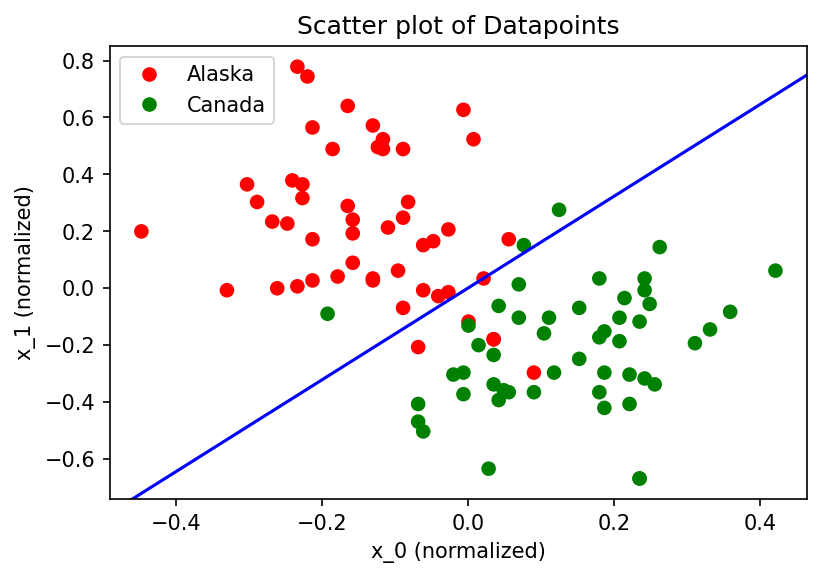 Scatter plot of Datapoints
Alaska
Canada
x_1 (normalized)
0.8
0.6
0.4
0.2
0.0
−0.2
−0.4
−0.6
−0.4
−0.2
0.0
0.2
0.4
x_0 (normalized)